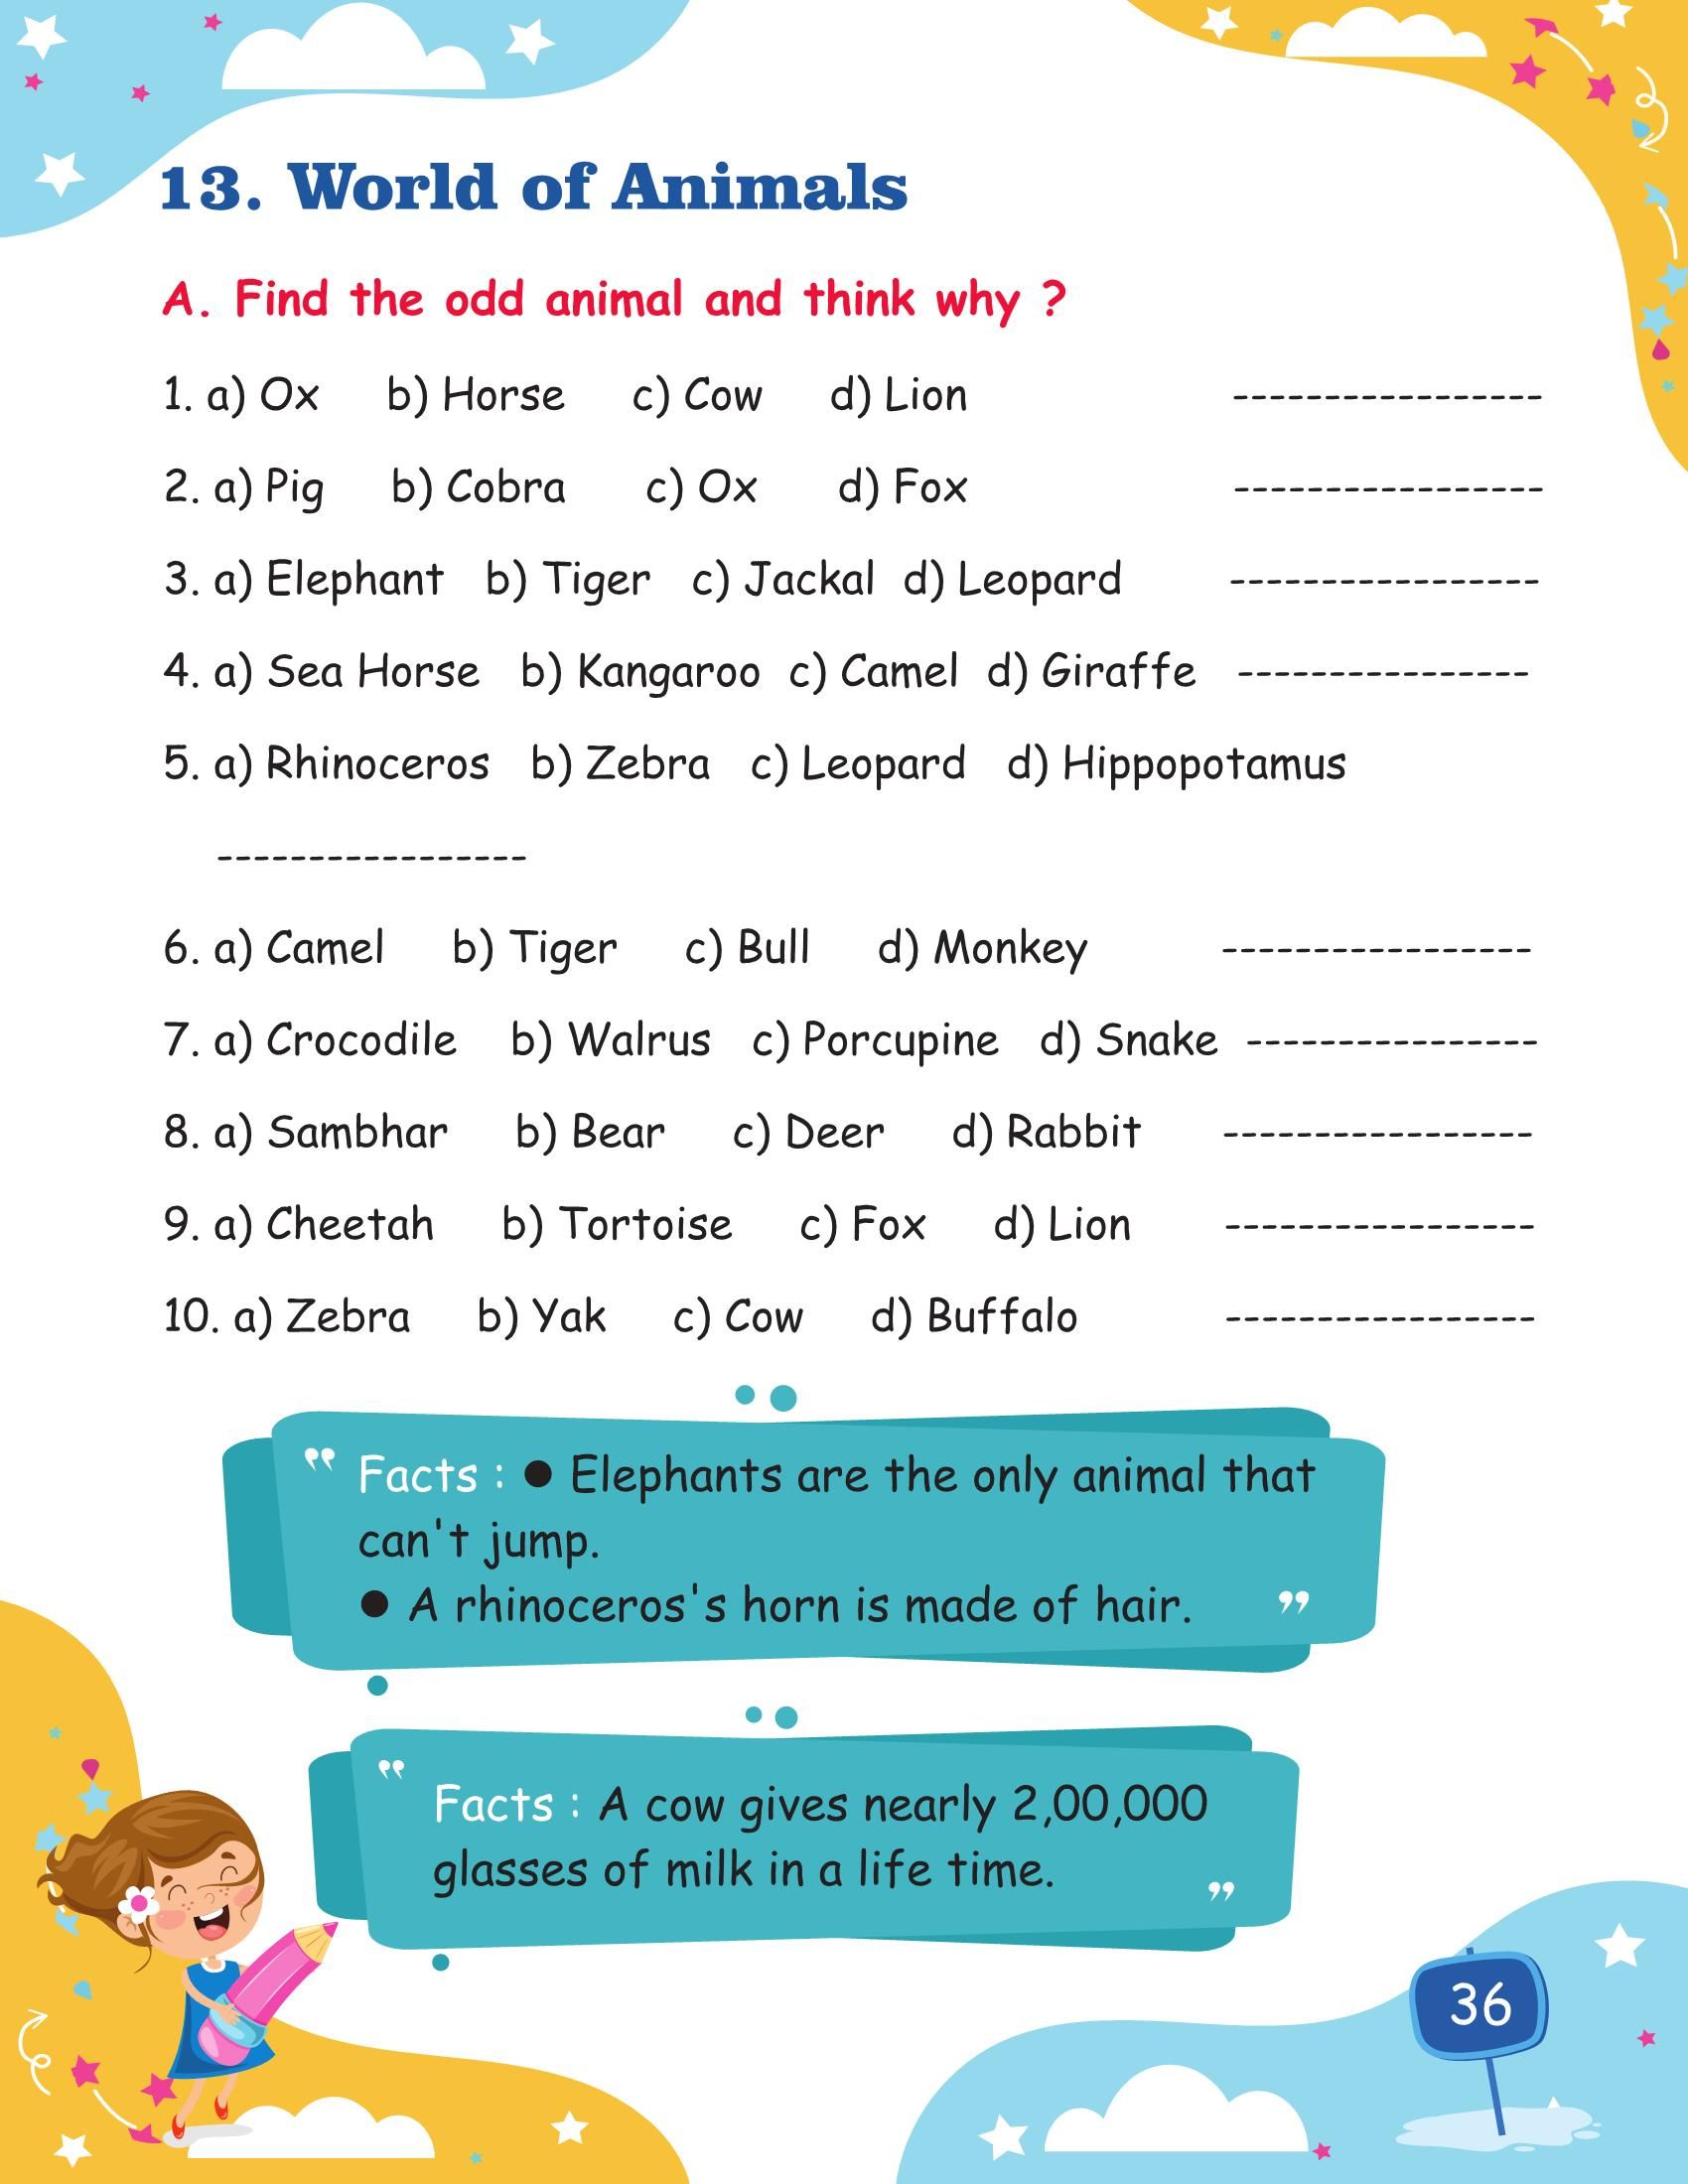 13. World of Animals
A. Find the odd animal and think why ?
1. a) Ox b) Horse c) Cow d) Lion ----------------
2. a) Pig b) Cobra c) Ox d) Fox ----------------
3. a) Elephant b) Tiger c) Jackal d) Leopard ----------------
4. a) Sea Horse b) Kangaroo c) Camel d) Giraffe ---------------
5. a) Rhinoceros b) Zebra c) Leopard d) Hippopotamus
----------------
6. a) Camel b) Tiger c) Bull d) Monkey ----------------
7. a) Crocodile b) Walrus c) Porcupine d) Snake ---------------
8. a) Sambhar b) Bear c) Deer d) Rabbit ----------------
9. a) Cheetah b) Tortoise c) Fox d) Lion ----------------
10. a) Zebra b) Yak c) Cow d) Buffalo ----------------
" Facts : ● Elephants are the only animal that
can't jump.
● A rhinoceros's horn is made of hair. "
" Facts : A cow gives nearly 2,00,000
glasses of milk in a life time. "
36